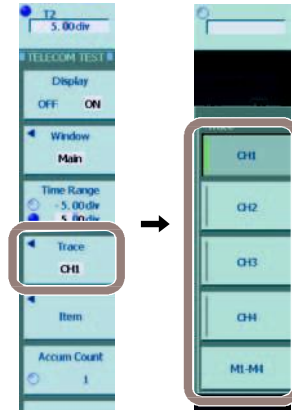 T2
5.00div
TELECOM TEST
Display
OFF ON
Window
Main
Time Range
-5.00div
5.00div
Trace
CH1
Item
Accum Count
1
Trace
CH1
CH2
CH3
CH4
M1-M4